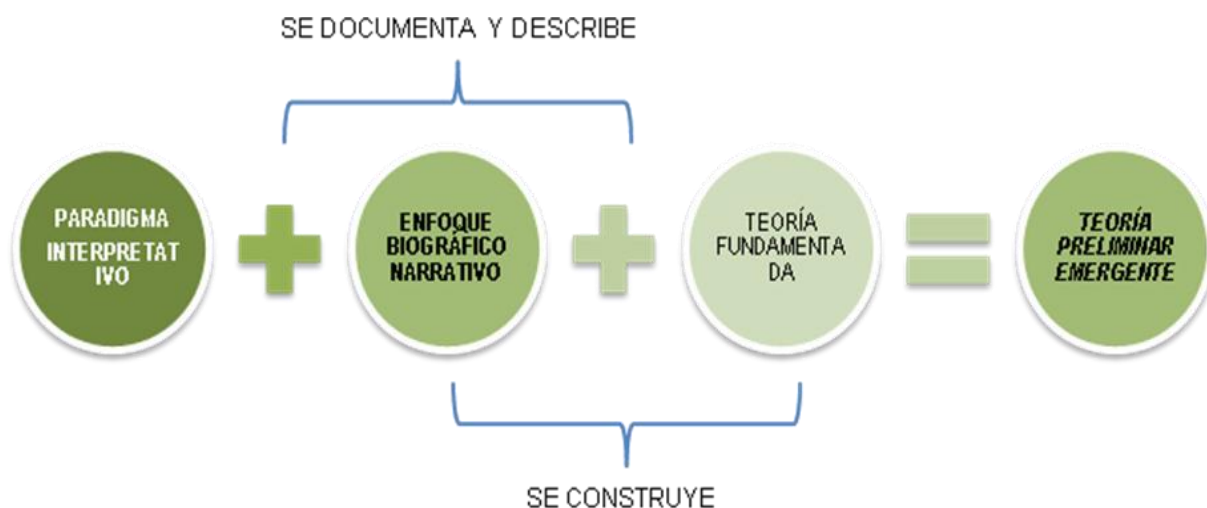 SE DOCUMENTA Y DESCRIBE
PARADIGMA
INTERPRETAT
IVO
ENFOQUE
BIOGRÁFICO
NARRATIVO
TEORÍA
FUNDAMENTA
DA
TEORÍA
PRELIMINAR
EMERGENTE
SE CONSTRUYE